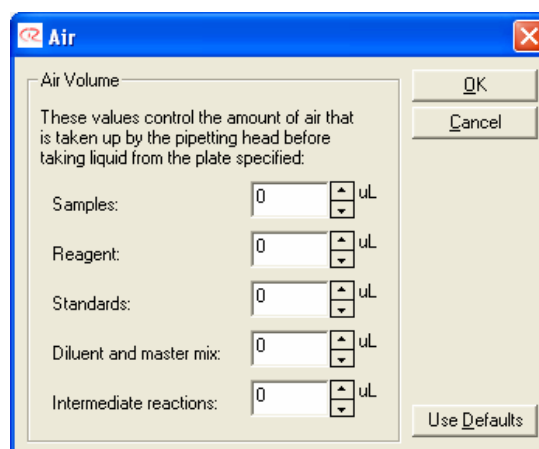 Air
Air Volume
OK
These values control the amount of air that
is taken up by the pipetting head before
taking liquid from the plate specified:
Cancel
Samples: 0 uL
Reagent: 0 uL
Standards: 0 uL
Diluent and master mix: 0 uL
Intermediate reactions: 0 uL
Use Defaults